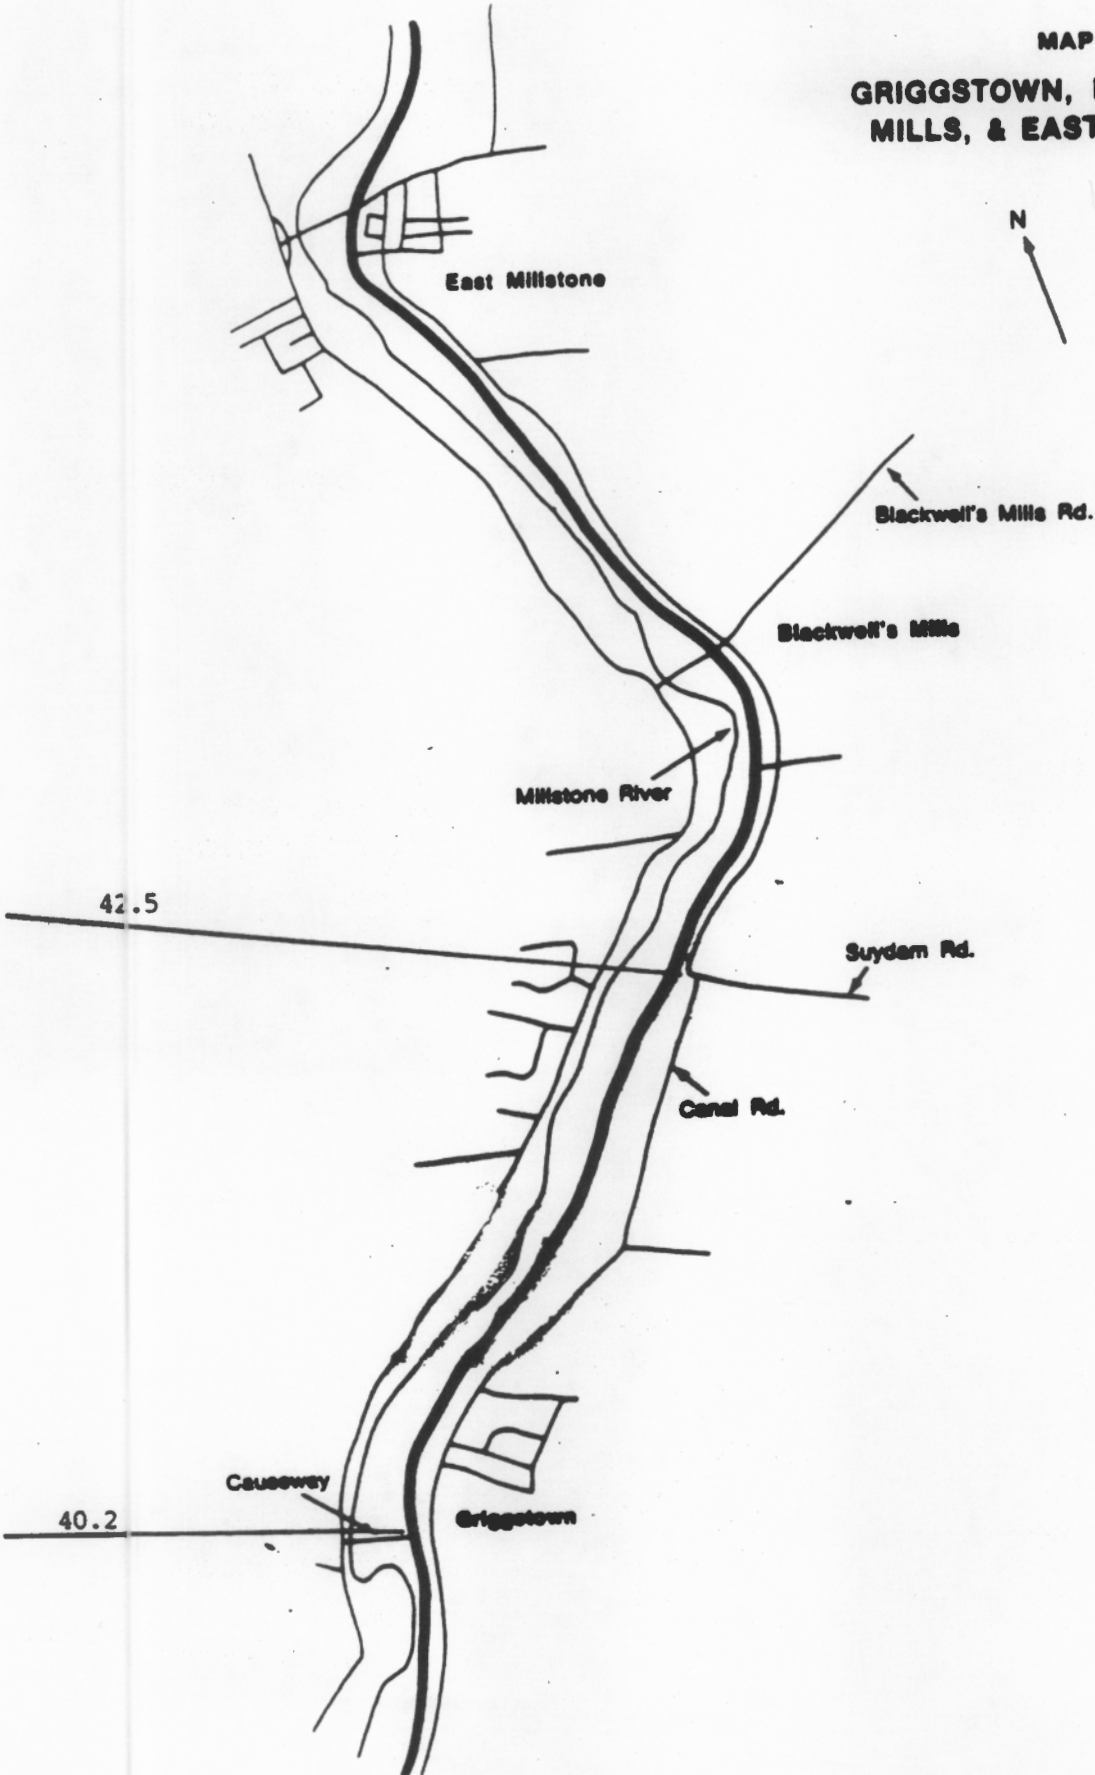 MAP
GRIGGSTOWN,
MILLS, & EAST
N
East Millstone
Blackwell's Mills Rd.
Blackwell's Mills
Millstone River
42.5
Suydam Rd.
Canal Rd.
Causeway
40.2
Griggstown